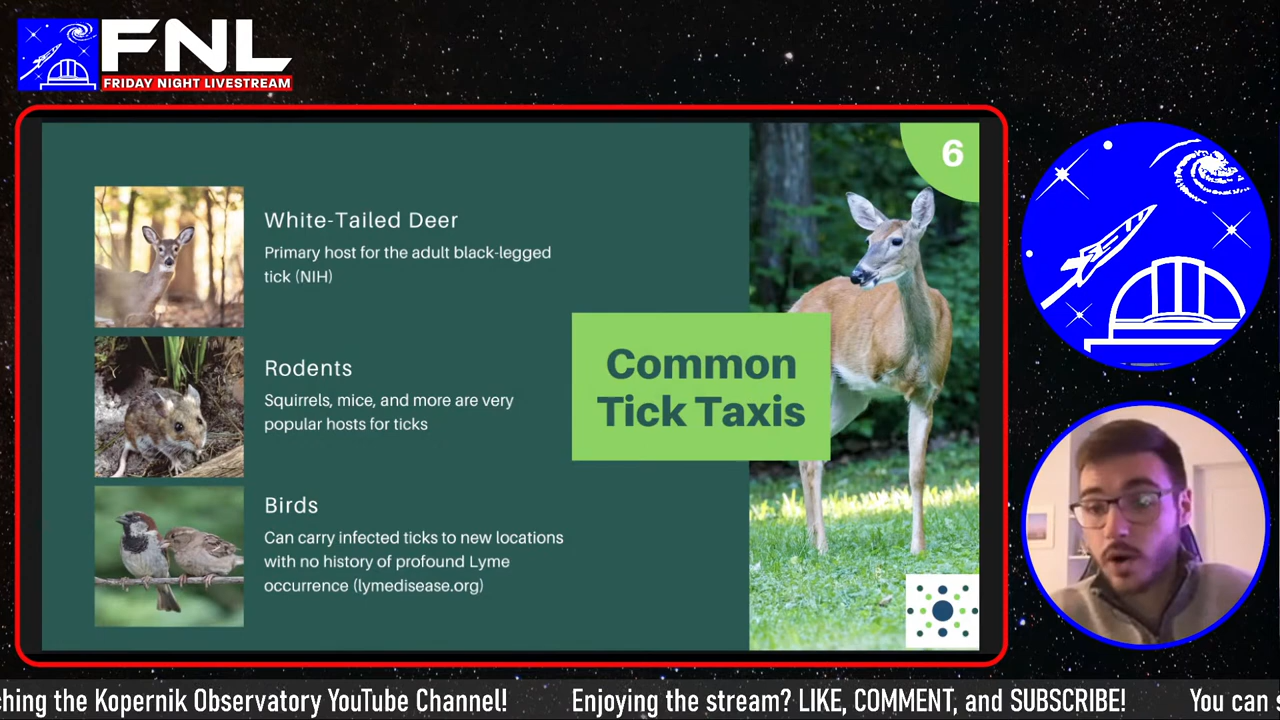 FNL
FRIDAY NIGHT LIVESTREAM
6
White-Tailed Deer
Primary host for the adult black-legged
tick (NIH)
Rodents
Squirrels, mice, and more are very
popular hosts for ticks
Birds
Can carry infected ticks to new locations
with no history of profound Lyme
occurrence (lymedisease.org)
Common
Tick Taxis
the Kopernik Observatory YouTube Channel! Enjoying the stream? LIKE, COMMENT, and SUBSCRIBE! You can